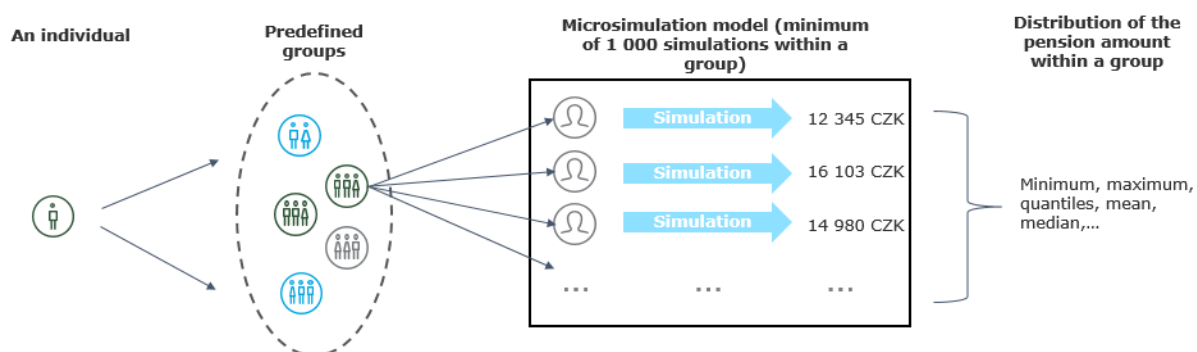 An individual
Predefined
groups
Microsimulation model (minimum
of 1 000 simulations within a
group)
Distribution of the
pension amount
within a group
Simulation
12 345 CZK
Simulation
16 103 CZK
Simulation
14 980 CZK
...
...
...
Minimum, maximum,
quantiles, mean,
median,...